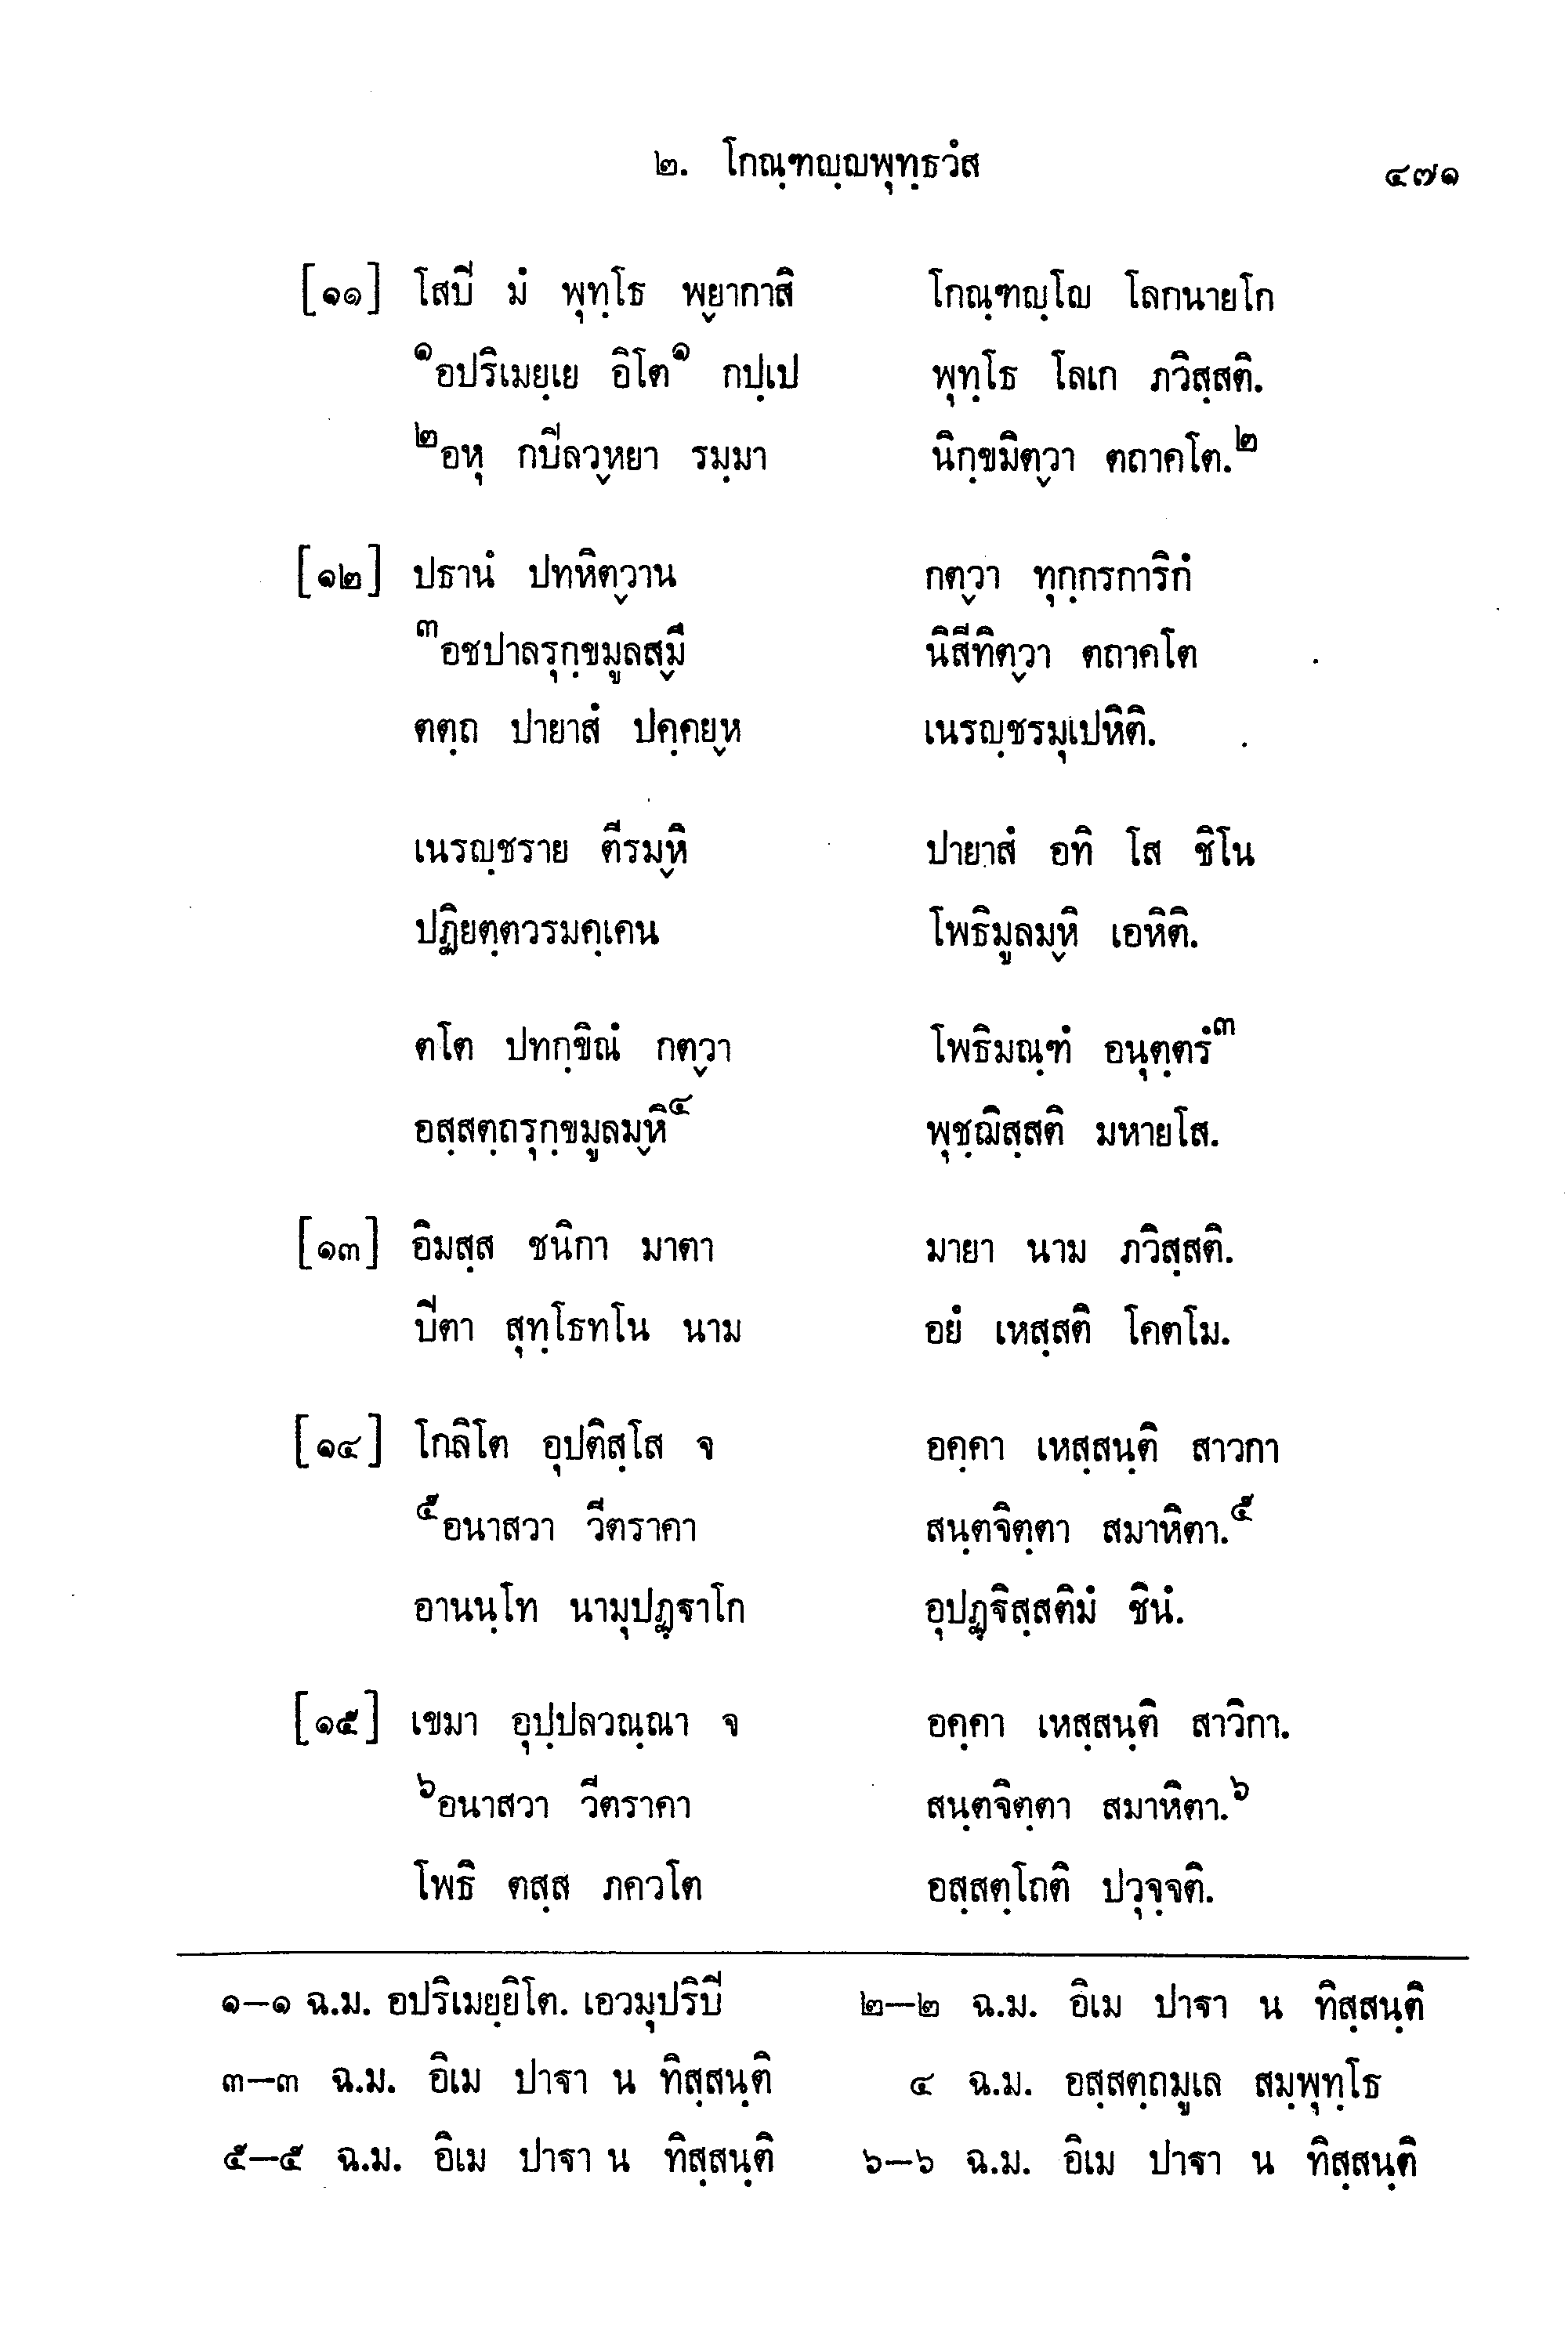 ๒. โกณฺฑญฺญพุทฺธวํส ๔๗๑
[๑๑] โสปิ มํ พุทฺโธ พฺยากาสิ โกณฺฑญฺโญ โลกนายโก
๑อปริเมยฺเย อิโต๑ กปฺเป พุทฺโธ โลเก ภวิสฺสติ.
๒อหุ กปิลวฺหยา รมฺมา นิกฺขมิตฺวา ตถาคโต.๒
[๑๒] ปธานํ ปทหิตฺวาน กตฺวา ทุกฺกรการิกํ
๓อชปาลรุกฺขมูลสฺมึ นิสีทิตฺวา ตถาคโต
ตตฺถ ปายาสํ ปคฺคยฺห เนรญฺชรมุเปหิติ.
เนรญฺชราย ตีรมฺหิ ปายาสํ อทิ โส ชิโน
ปฏิยตฺตวรมคฺเคน โพธิมูลมฺหิ เอหิติ.
ตโต ปทกฺขิณํ กตฺวา โพธิมณฺฑํ อนุตฺตรํ๓
อสฺสตฺถรุกฺขมูลมฺหิ๔ พุชฺฌิสฺสติ มหายโส.
[๑๓] อิมสฺส ชนิกา มาตา มายา นาม ภวิสฺสติ.
ปิตา สุทฺโธทโน นาม อยํ เหสฺสติ โคตโม.
[๑๔] โกลิโต อุปติสฺโส จ อคฺคา เหสฺสนฺติ สาวกา
๕อนาสวา วีตราคา สนฺตจิตฺตา สมาหิตา.๕
อานนฺโท นามุปฏฺฐาโก อุปฏฺฐิสฺสติมํ ชินํ.
[๑๕] เขมา อุปฺปลวณฺณา จ อคฺคา เหสฺสนฺติ สาวิกา.
๖อนาสวา วีตราคา สนฺตจิตฺตา สมาหิตา.๖
โพธิ ตสฺส ภควโต อสฺสตฺโถติ ปวุจฺจติ.
๑–๑ ฉ.ม. อปริเมยฺยิโต. เอวมุปริปิ ๒–๒ ฉ.ม. อิเม ปาฐา น ทิสฺสนฺติ
๓–๓ ฉ.ม. อิเม ปาฐา น ทิสฺสนฺติ ๔ ฉ.ม. อสฺสตฺถมูเล สมฺพุทฺโธ
๕–๕ ฉ.ม. อิเม ปาฐา น ทิสฺสนฺติ ๖–๖ ฉ.ม. อิเม ปาฐา น ทิสฺสนฺติ